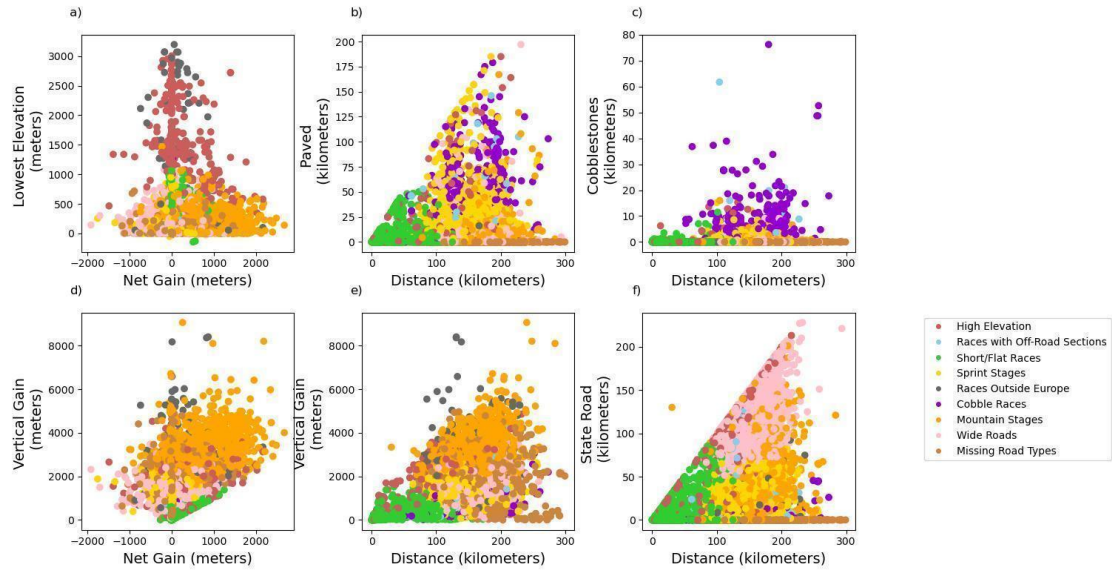 a)
b)
c)
Lowest Elevation
(meters)
3000
2500
2000
1500
1000
500
0
−2000 −1000 0 1000 2000
Net Gain (meters)
Paved
(kilometers)
200
175
150
125
100
75
50
25
0
0 100 200 300
Distance (kilometers)
Cobblestones
(kilometers)
80
70
60
50
40
30
20
10
0
0 100 200 300
Distance (kilometers)
d)
e)
f)
Vertical Gain
(meters)
8000
6000
4000
2000
0
−2000 −1000 0 1000 2000
Net Gain (meters)
Vertical Gain
(meters)
8000
6000
4000
2000
0
0 100 200 300
Distance (kilometers)
State Road
(kilometers)
200
150
100
50
0
0 100 200 300
Distance (kilometers)
High Elevation
Races with Off-Road Sections
Short/Flat Races
Sprint Stages
Races Outside Europe
Cobble Races
Mountain Stages
Wide Roads
Missing Road Types